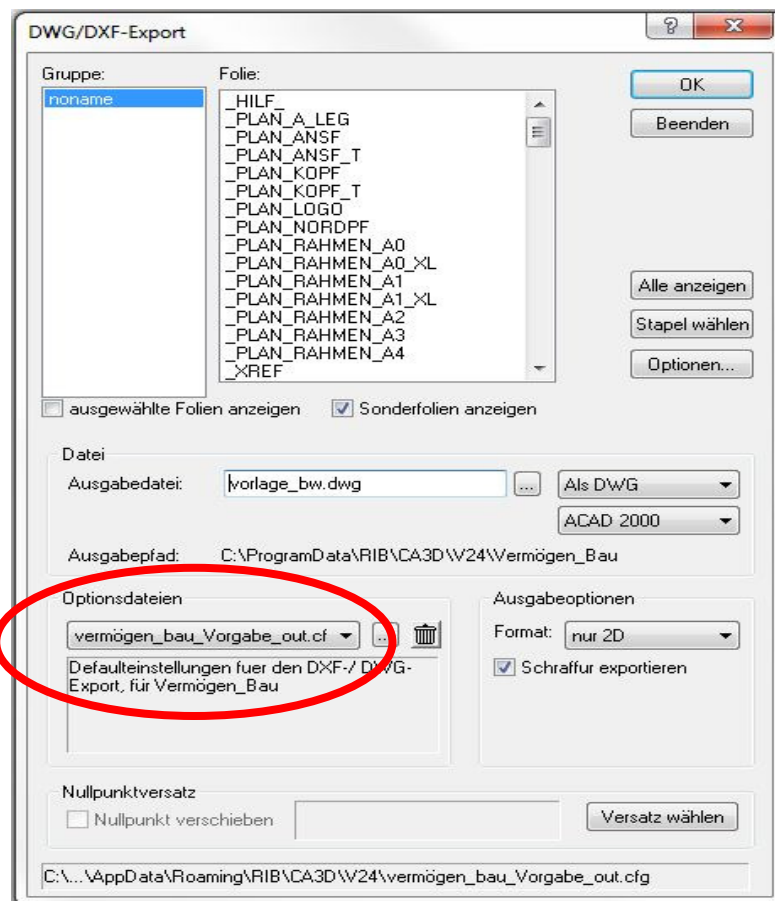 DWG/DXF-Export
Gruppe:
Folie:
OK
Beenden
noname
_HILF_
_PLAN_A_LEG
_PLAN_ANSF
_PLAN_ANSF_T
_PLAN_KOPF
_PLAN_KOPF_T
_PLAN_LOGO
_PLAN_NORDPF
_PLAN_RAHMEN_A0
_PLAN_RAHMEN_A0_XL
_PLAN_RAHMEN_A1
_PLAN_RAHMEN_A1_XL
_PLAN_RAHMEN_A2
_PLAN_RAHMEN_A3
_PLAN_RAHMEN_A4
_XREF
Alle anzeigen
Stapel wählen
Optionen...
ausgewählte Folien anzeigen
Sonderfolien anzeigen
Datei
Ausgabedatei:
vorlage_bw.dwg
...
Als DWG
ACAD 2000
Ausgabepfad:
C:\ProgramData\RIB\CA3D\V24\Vermögen_Bau
Optionsdateien
vermögen_bau_Vorgabe_out.cf
...
Defaulteinstellungen fuer den DXF-/ DWG-
Export, für Vermögen_Bau
Ausgabeoptionen
Format:
nur 2D
Schraffur exportieren
Nullpunktversatz
Nullpunkt verschieben
Versatz wählen
C:\...\AppData\Roaming\RIB\CA3D\V24\vermögen_bau_Vorgabe_out.cfg